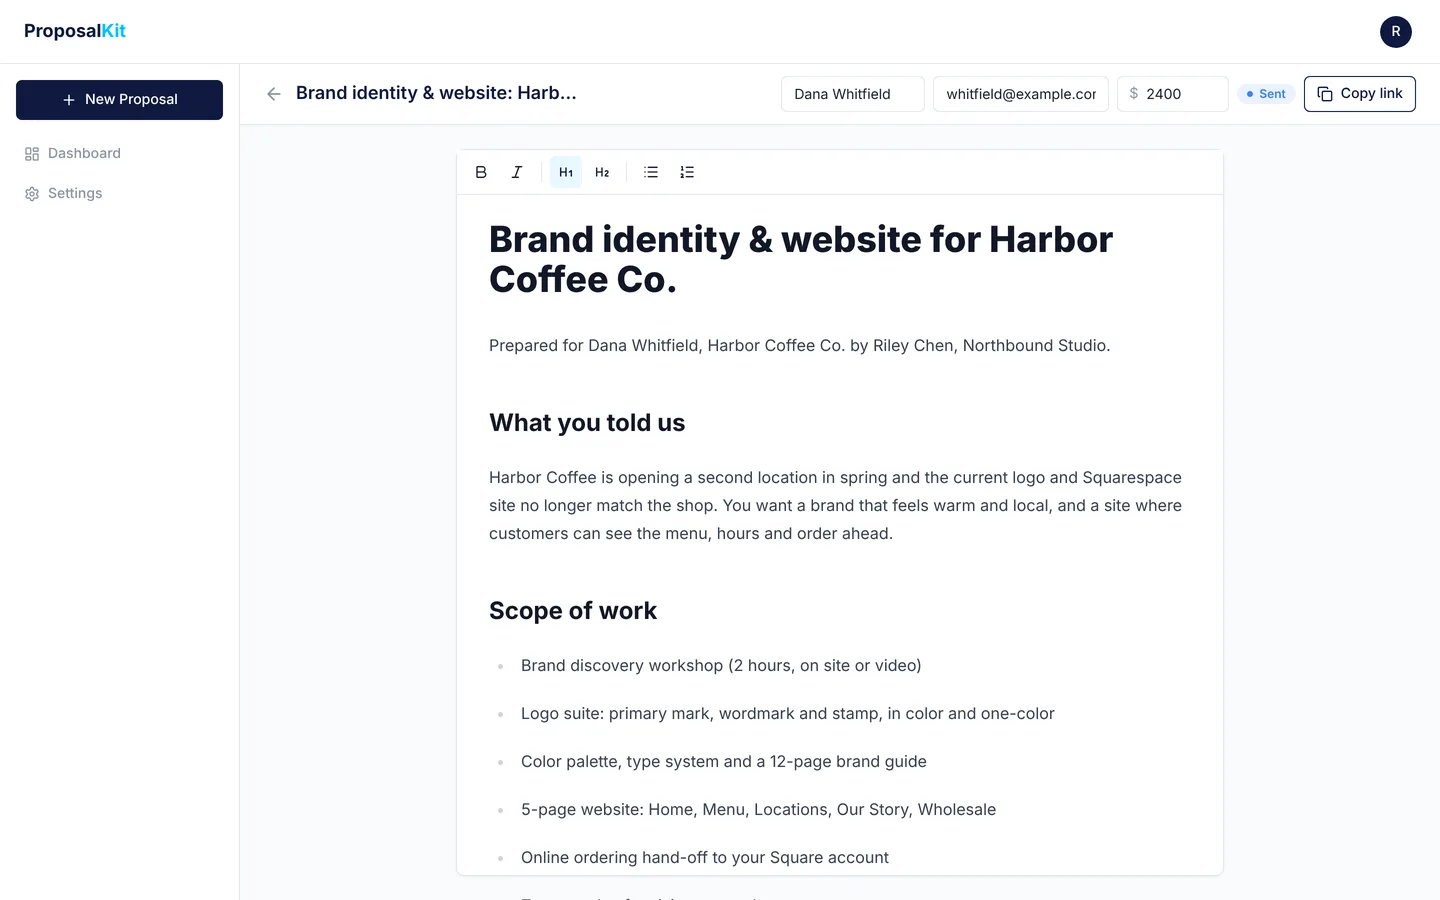 ProposalKit
R
New Proposal
Dashboard
Settings
Brand identity & website: Harb...
Dana Whitfield
whitfield@example.cor
$ 2400
Sent
Copy link
B I H1 H2
Brand identity & website for Harbor
Coffee Co.
Prepared for Dana Whitfield, Harbor Coffee Co. by Riley Chen, Northbound Studio.
What you told us
Harbor Coffee is opening a second location in spring and the current logo and Squarespace
site no longer match the shop. You want a brand that feels warm and local, and a site where
customers can see the menu, hours and order ahead.
Scope of work
Brand discovery workshop (2 hours, on site or video)
Logo suite: primary mark, wordmark and stamp, in color and one-color
Color palette, type system and a 12-page brand guide
5-page website: Home, Menu, Locations, Our Story, Wholesale
Online ordering hand-off to your Square account